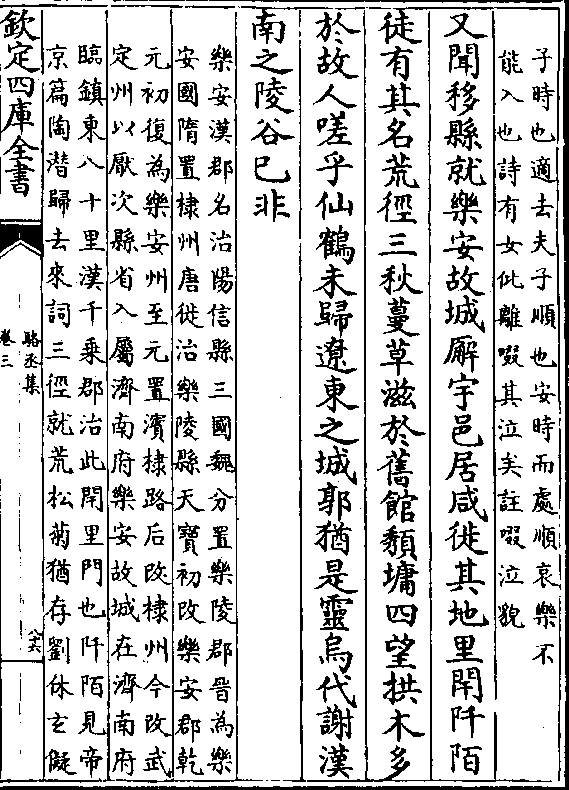 子時也適去夫子順也安時而處順哀樂不
能入也詩有女仳離啜其泣矣註啜泣貌
又聞移縣就樂安故城廨宇邑居咸徙其地里閈阡陌
徒有其名荒徑三秋蔓草滋於舊館頽墉四望拱木多
於故人嗟乎仙鶴未歸遼東之城郭猶是靈烏代謝漢
南之陵谷已非
樂安漢郡名治陽信縣三國魏分置樂陵郡晉為樂
安國隋置棣州唐徙治樂陵縣天寶初改樂安郡乾
元初復為樂安州至元置濱棣路后改棣州今改武
定州以厭次縣省入屬濟南府樂安故城在濟南府
臨鎮東八十里漢千乘郡治此閈里門也阡陌見帝
京篇陶潛歸去來詞三徑就荒松菊猶存劉休玄擬
欽定四庫全書
駱丞集
卷三